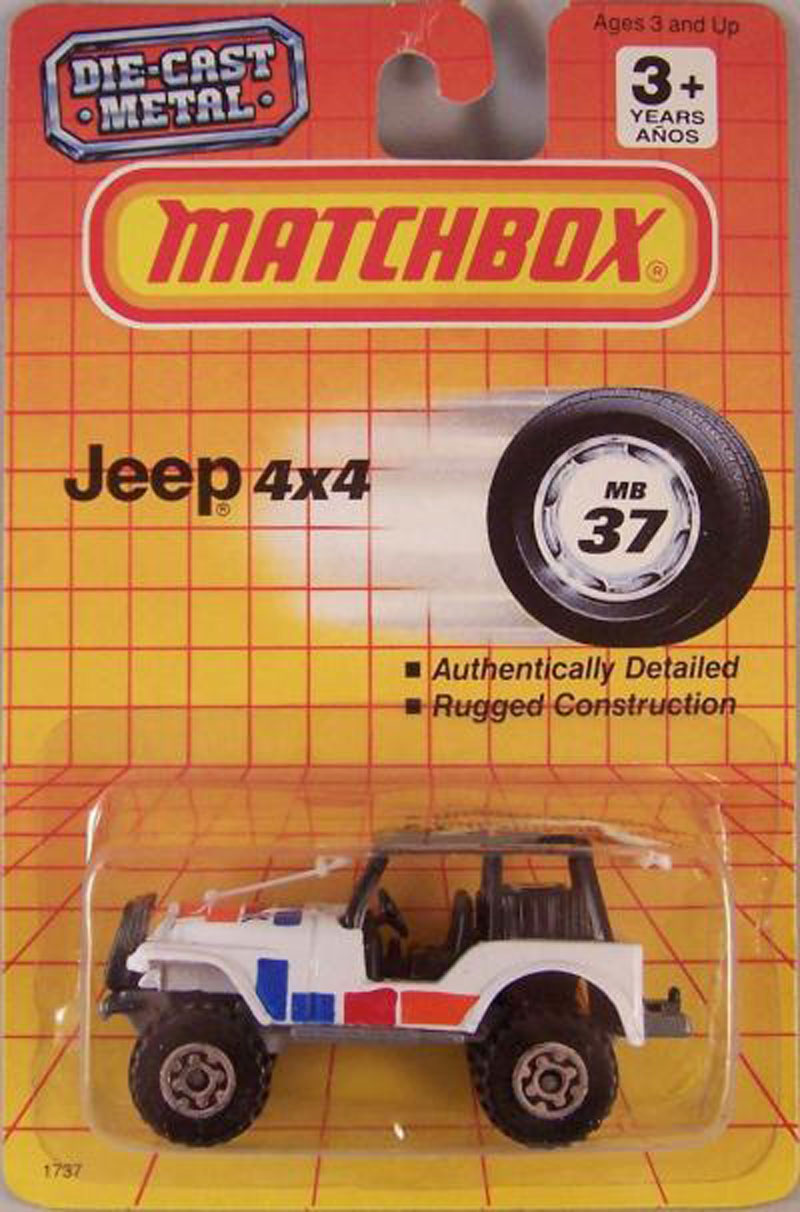 Ages 3 and Up
DIE-CAST
• METAL •
3+
YEARS
AÑOS
MATCHBOX®
Jeep® 4x4
MB
37
■ Authentically Detailed
■ Rugged Construction
1737